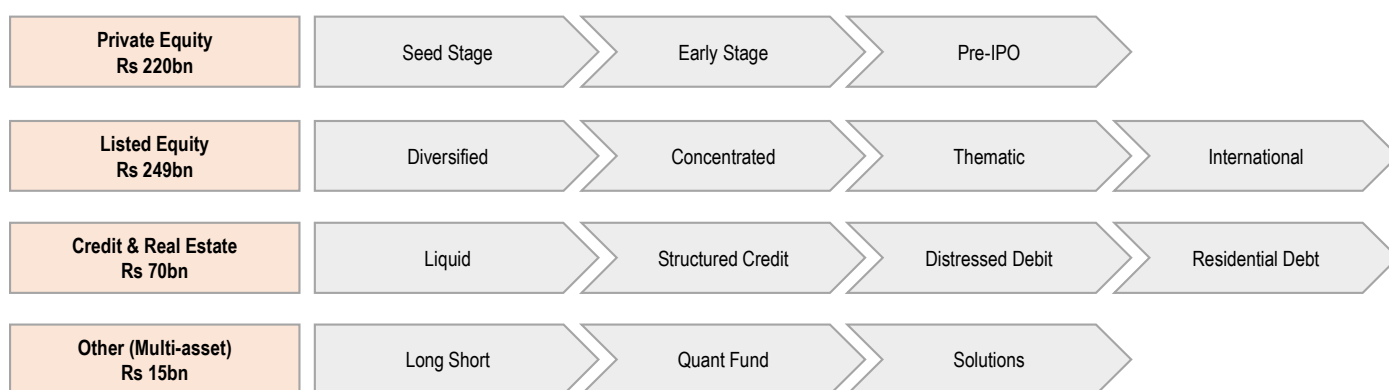 Private Equity
Rs 220bn
Seed Stage
Early Stage
Pre-IPO
Listed Equity
Rs 249bn
Diversified
Concentrated
Thematic
International
Credit & Real Estate
Rs 70bn
Liquid
Structured Credit
Distressed Debit
Residential Debt
Other (Multi-asset)
Rs 15bn
Long Short
Quant Fund
Solutions